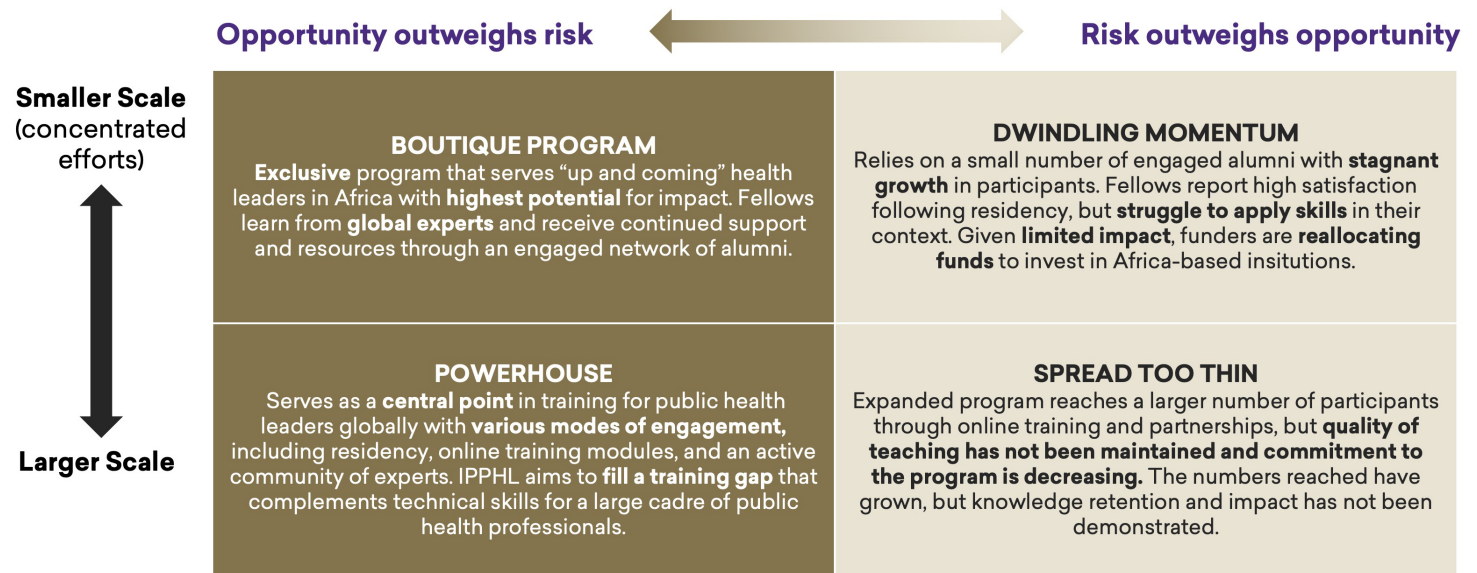 Opportunity outweighs risk
Risk outweighs opportunity
Smaller Scale
(concentrated
efforts)
Larger Scale
BOUTIQUE PROGRAM
Exclusive program that serves “up and coming” health
leaders in Africa with highest potential for impact. Fellows
learn from global experts and receive continued support
and resources through an engaged network of alumni.
DWINDLING MOMENTUM
Relies on a small number of engaged alumni with stagnant
growth in participants. Fellows report high satisfaction
following residency, but struggle to apply skills in their
context. Given limited impact, funders are reallocating
funds to invest in Africa-based insitutions.
POWERHOUSE
Serves as a central point in training for public health
leaders globally with various modes of engagement,
including residency, online training modules, and an active
community of experts. IPPHL aims to fill a training gap that
complements technical skills for a large cadre of public
health professionals.
SPREAD TOO THIN
Expanded program reaches a larger number of participants
through online training and partnerships, but quality of
teaching has not been maintained and commitment to
the program is decreasing. The numbers reached have
grown, but knowledge retention and impact has not been
demonstrated.